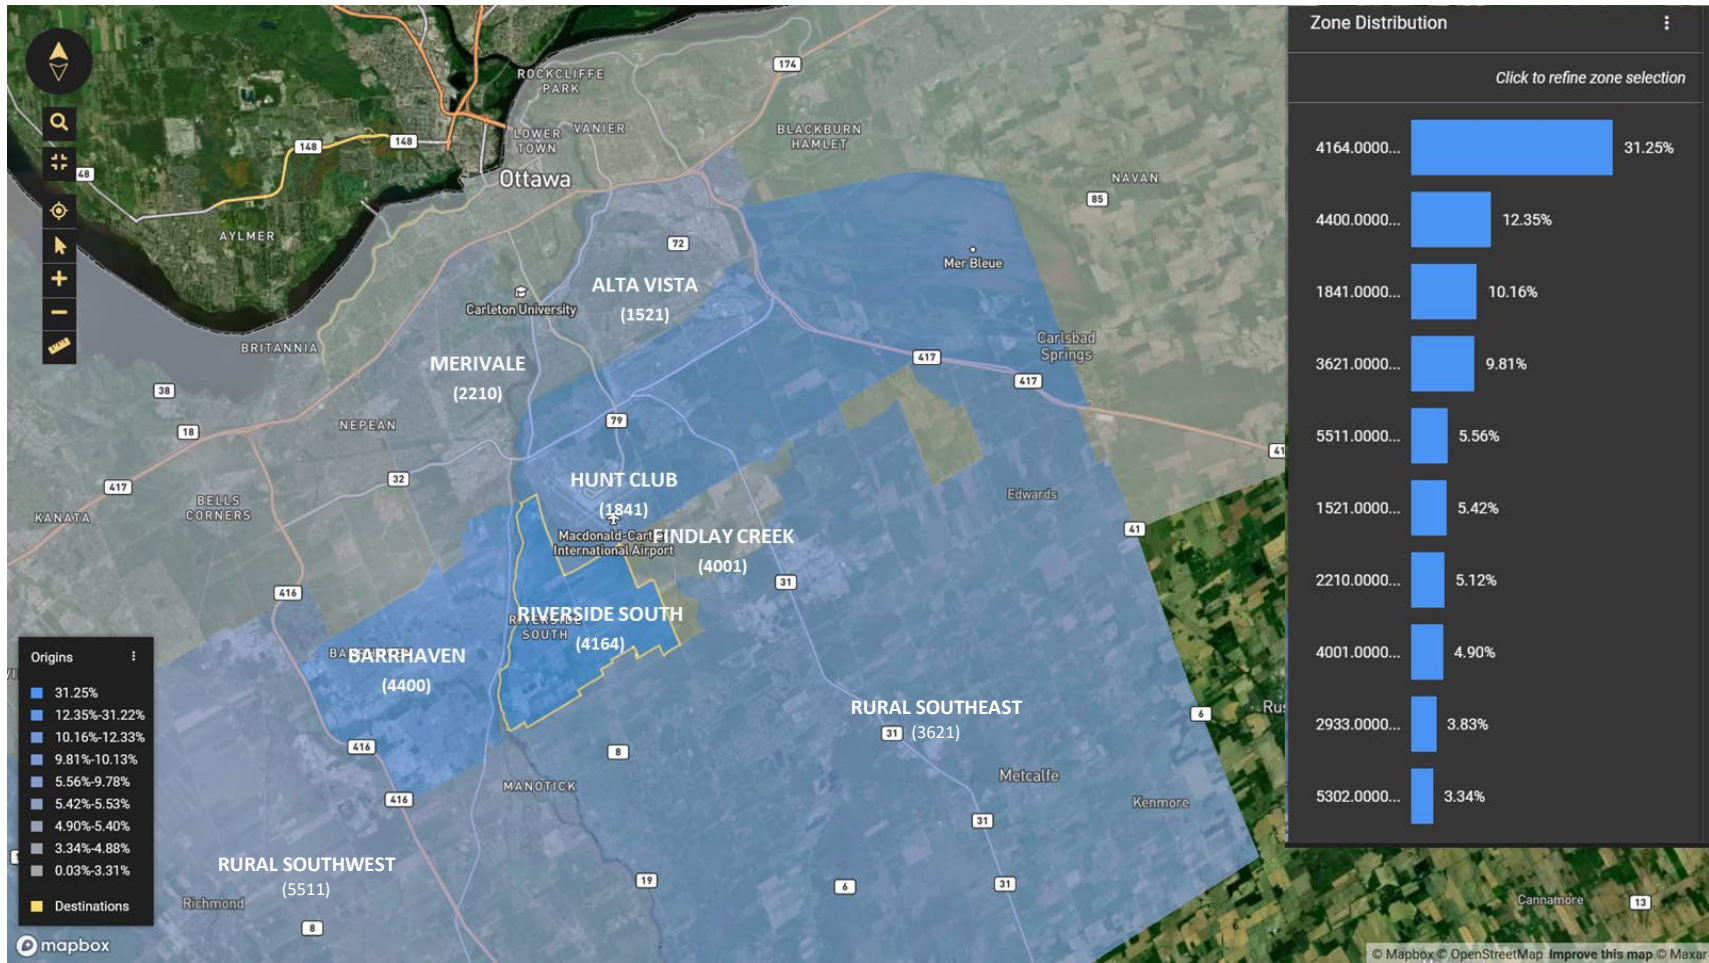 ROCKCLIFFE
PARK
174
LOWER
TOWN
VANIER
BLACKBURN
HAMLET
148
148
48
Ottawa
NAVAN
85
AYLMER
72
Mer Bleue
ALTA VISTA
(1521)
Carleton University
BRITANNIA
Carlsbad
Springs
417
417
MERIVALE
(2210)
38
18
NEPEAN
79
41
32
HUNT CLUB
(1841)
417
BELLS
CORNERS
KANATA
Edwards
41
Macdonald-Cart
International Airport
FINDLAY CREEK
(4001)
31
416
RIVERSIDE SOUTH
RIVERSIDE
SOUTH
(4164)
BARRHAVEN
(4400)
RURAL SOUTHEAST
31
(3621)
6
Rus
416
8
Metcalfe
MANOTICK
416
Kenmore
31
RURAL SOUTHWEST
(5511)
19
6
31
Richmond
8
Cannamore
13
Origins
31.25%
12.35%-31.22%
10.16%-12.33%
9.81%-10.13%
5.56%-9.78%
5.42%-5.53%
4.90%-5.40%
3.34%-4.88%
0.03%-3.31%
Destinations
mapbox
Zone Distribution
Click to refine zone selection
4164.0000... 31.25%
4400.0000... 12.35%
1841.0000... 10.16%
3621.0000... 9.81%
5511.0000... 5.56%
1521.0000... 5.42%
2210.0000... 5.12%
4001.0000... 4.90%
2933.0000... 3.83%
5302.0000... 3.34%
© Mapbox © OpenStreetMap Improve this map © Maxar